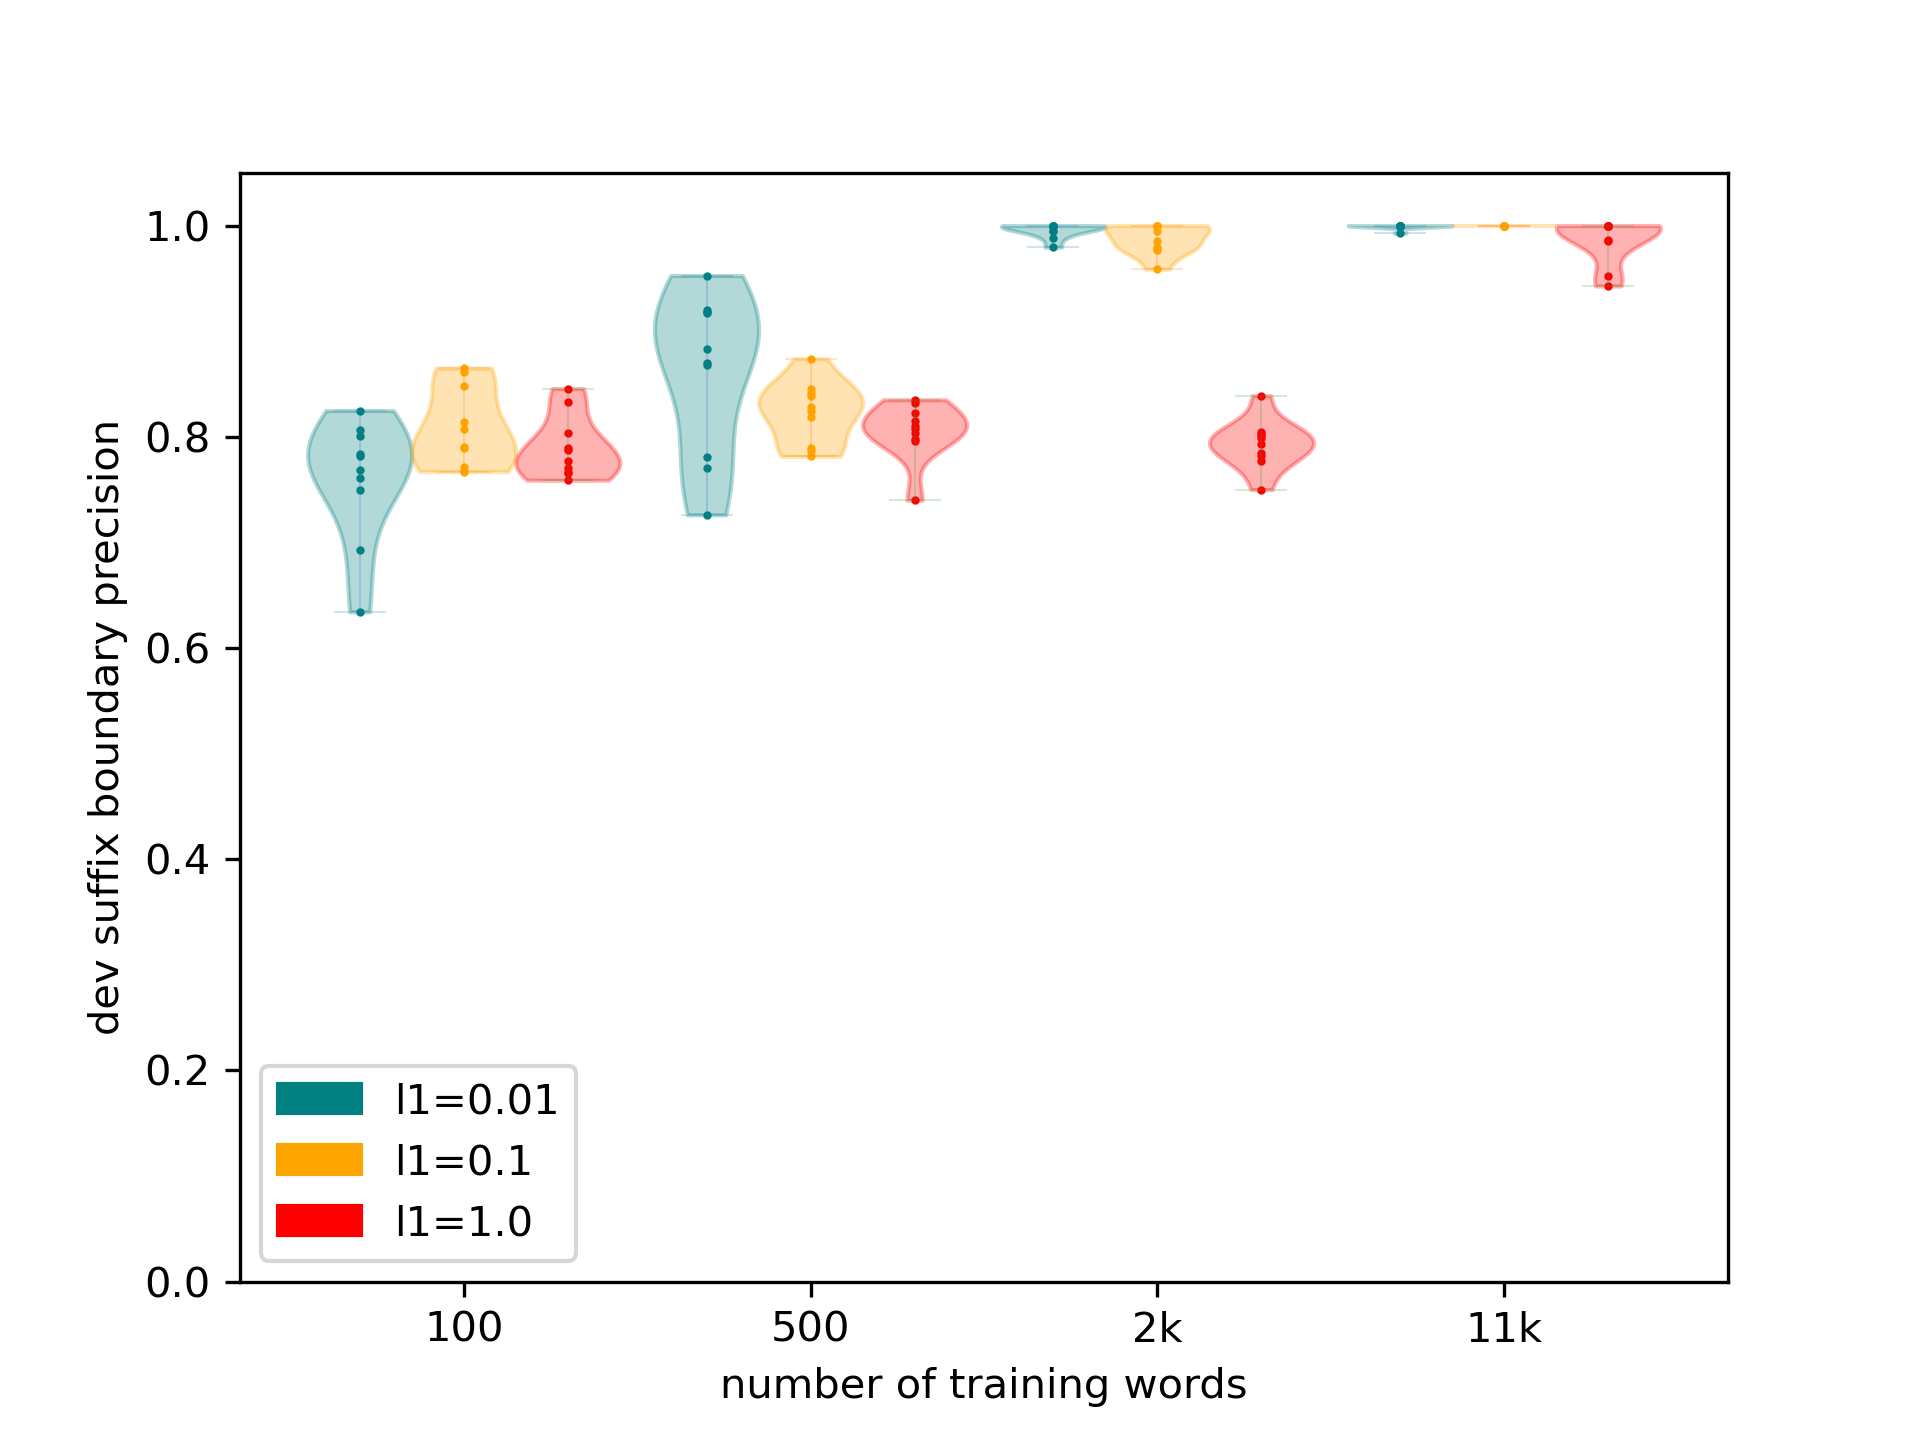 1.0
0.8
0.6
0.4
0.2
0.0
dev suffix boundary precision
l1=0.01
l1=0.1
l1=1.0
100 500 2k 11k
number of training words